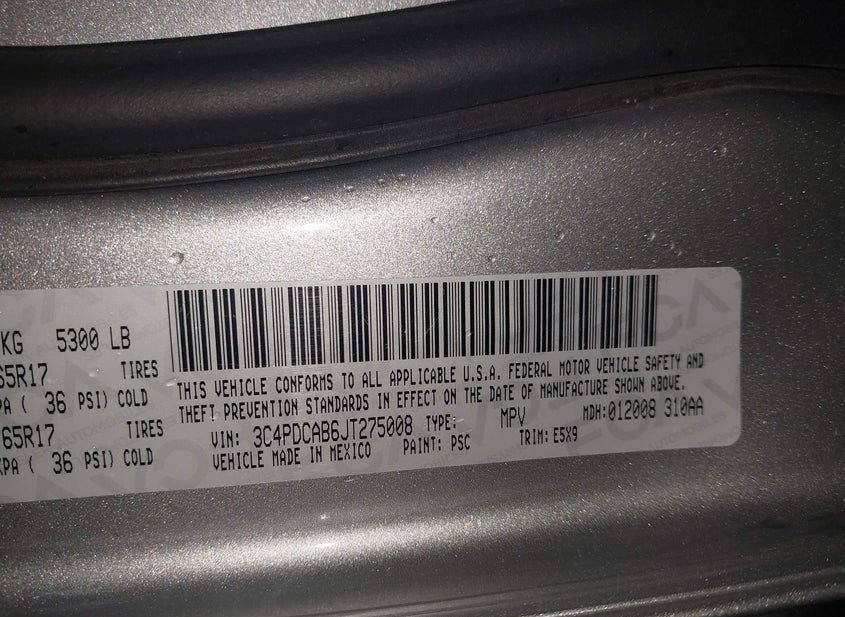 KG 5300 LB
65R17 TIRES
PA ( 36 PSI) COLD
65R17 TIRES
KPA ( 36 PSI) COLD
THIS VEHICLE CONFORMS TO ALL APPLICABLE U.S.A. FEDERAL MOTOR VEHICLE SAFETY AND
THEFT PREVENTION STANDARDS IN EFFECT ON THE DATE OF MANUFACTURE SHOWN ABOVE.
VIN: 3C4PDCAB6JT275008 TYPE: MPV MDH:012008 310AA
VEHICLE MADE IN MEXICO PAINT: PSC TRIM: E5X9